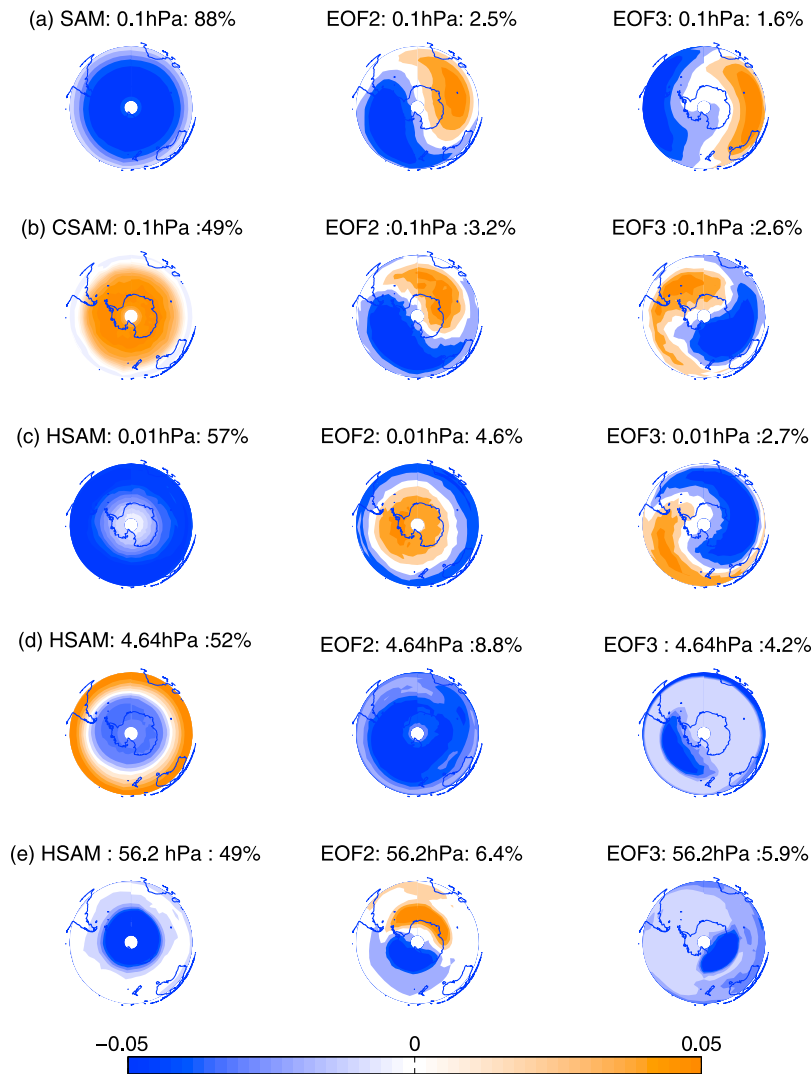 (a) SAM: 0.1hPa: 88% EOF2: 0.1hPa: 2.5% EOF3: 0.1hPa: 1.6%
(b) CSAM: 0.1hPa :49% EOF2 :0.1hPa :3.2% EOF3 :0.1hPa :2.6%
(c) HSAM: 0.01hPa: 57% EOF2: 0.01hPa: 4.6% EOF3: 0.01hPa :2.7%
(d) HSAM: 4.64hPa :52% EOF2: 4.64hPa :8.8% EOF3 : 4.64hPa :4.2%
(e) HSAM : 56.2 hPa : 49% EOF2: 56.2hPa: 6.4% EOF3: 56.2hPa :5.9%
−0.05 0 0.05